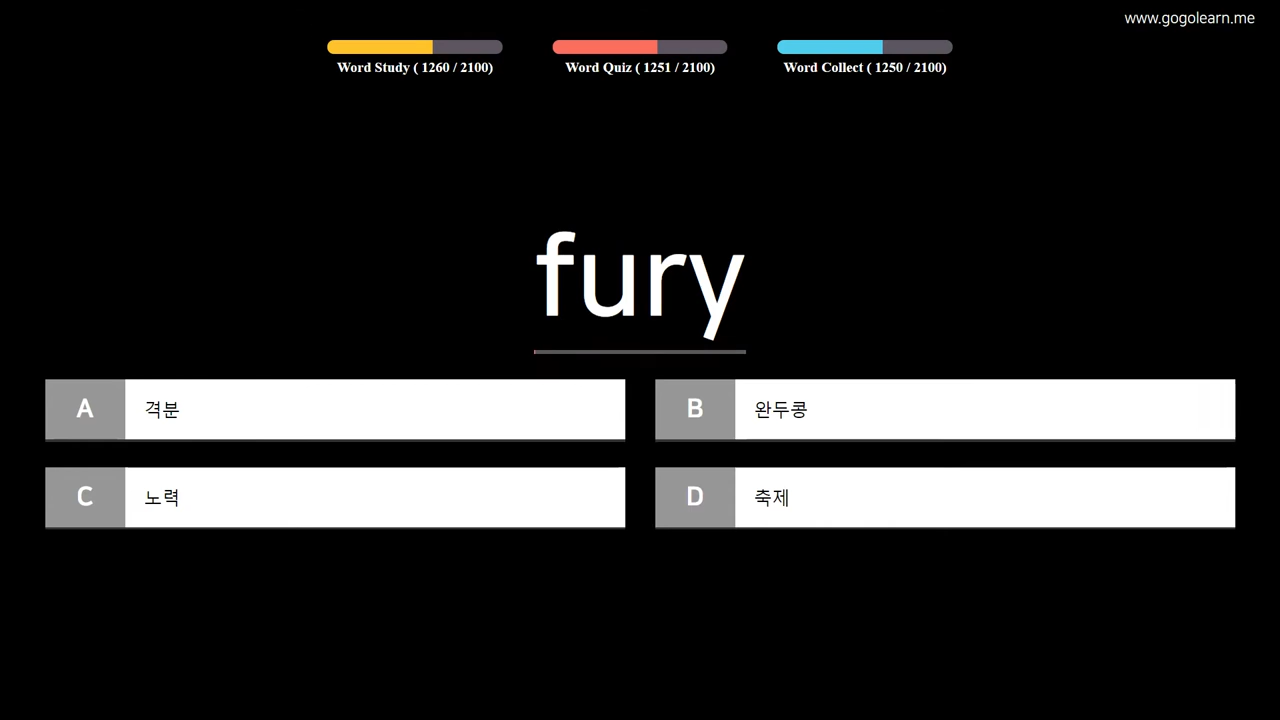 www.gogolearn.me
Word Study ( 1260 / 2100)
Word Quiz ( 1251 / 2100)
Word Collect ( 1250 / 2100)
fury
A 격분
B 완두콩
C 노력
D 축제